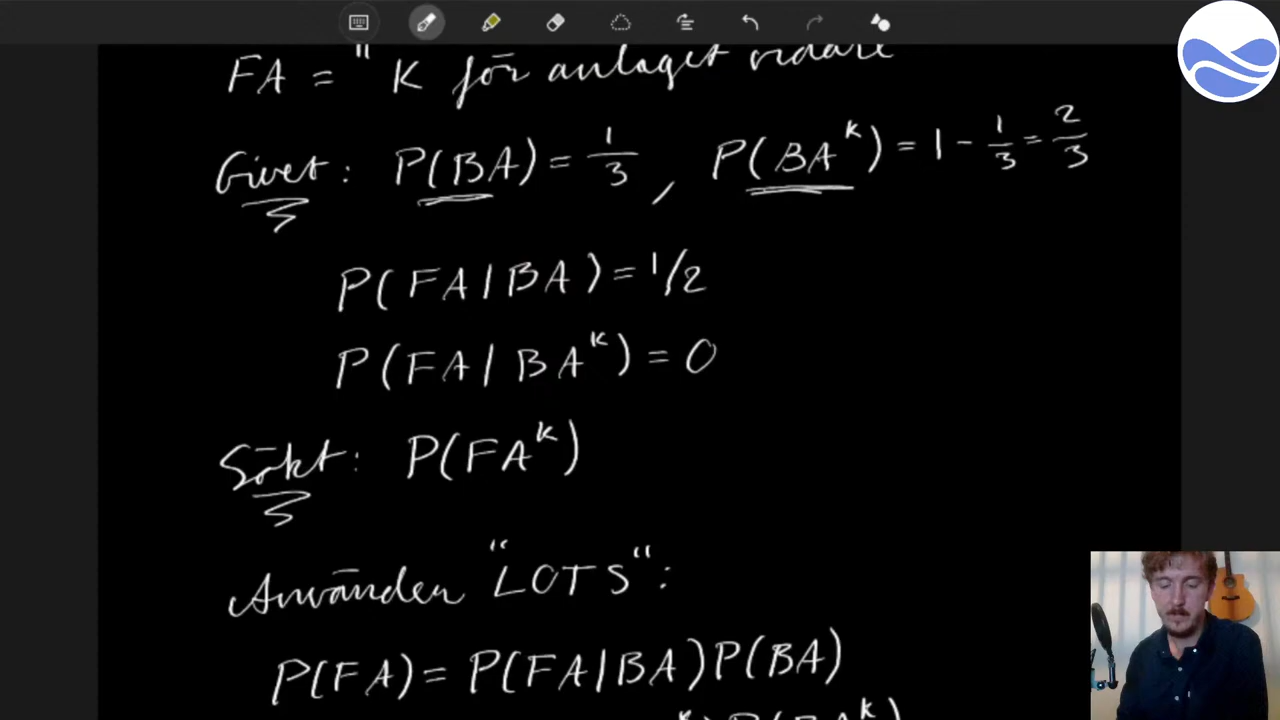 FA = " K för anlaget vidare
Givet: P(BA) = 1/3, P(BA^k) = 1 - 1/3 = 2/3
P(FA|BA) = 1/2
P(FA|BA^k) = 0
Sökt: P(FA^k)
Använder "LOTS":
P(FA) = P(FA|BA)P(BA)
k) P(BA^k)